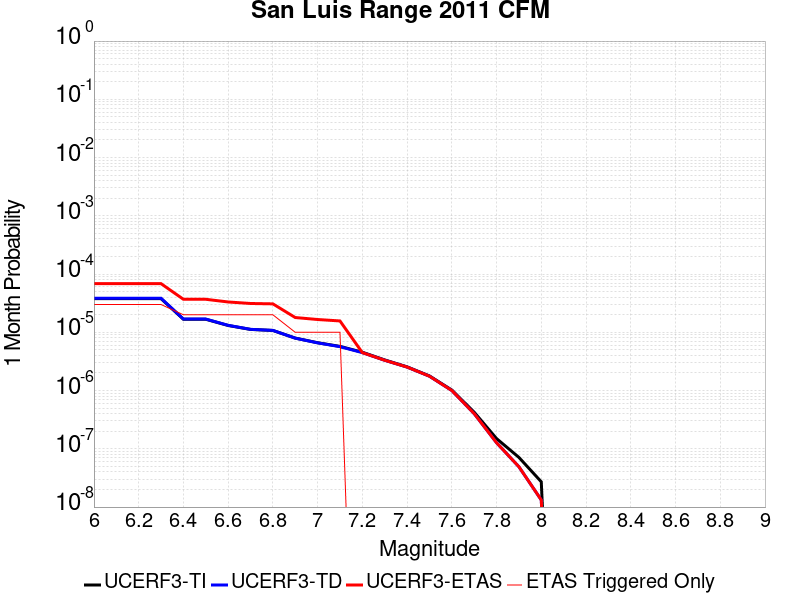 San Luis Range 2011 CFM
10^0
10^-1
10^-2
10^-3
10^-4
10^-5
10^-6
10^-7
10^-8
1 Month Probability
6 6.2 6.4 6.6 6.8 7 7.2 7.4 7.6 7.8 8 8.2 8.4 8.6 8.8 9
Magnitude
UCERF3-TI UCERF3-TD UCERF3-ETAS ETAS Triggered Only